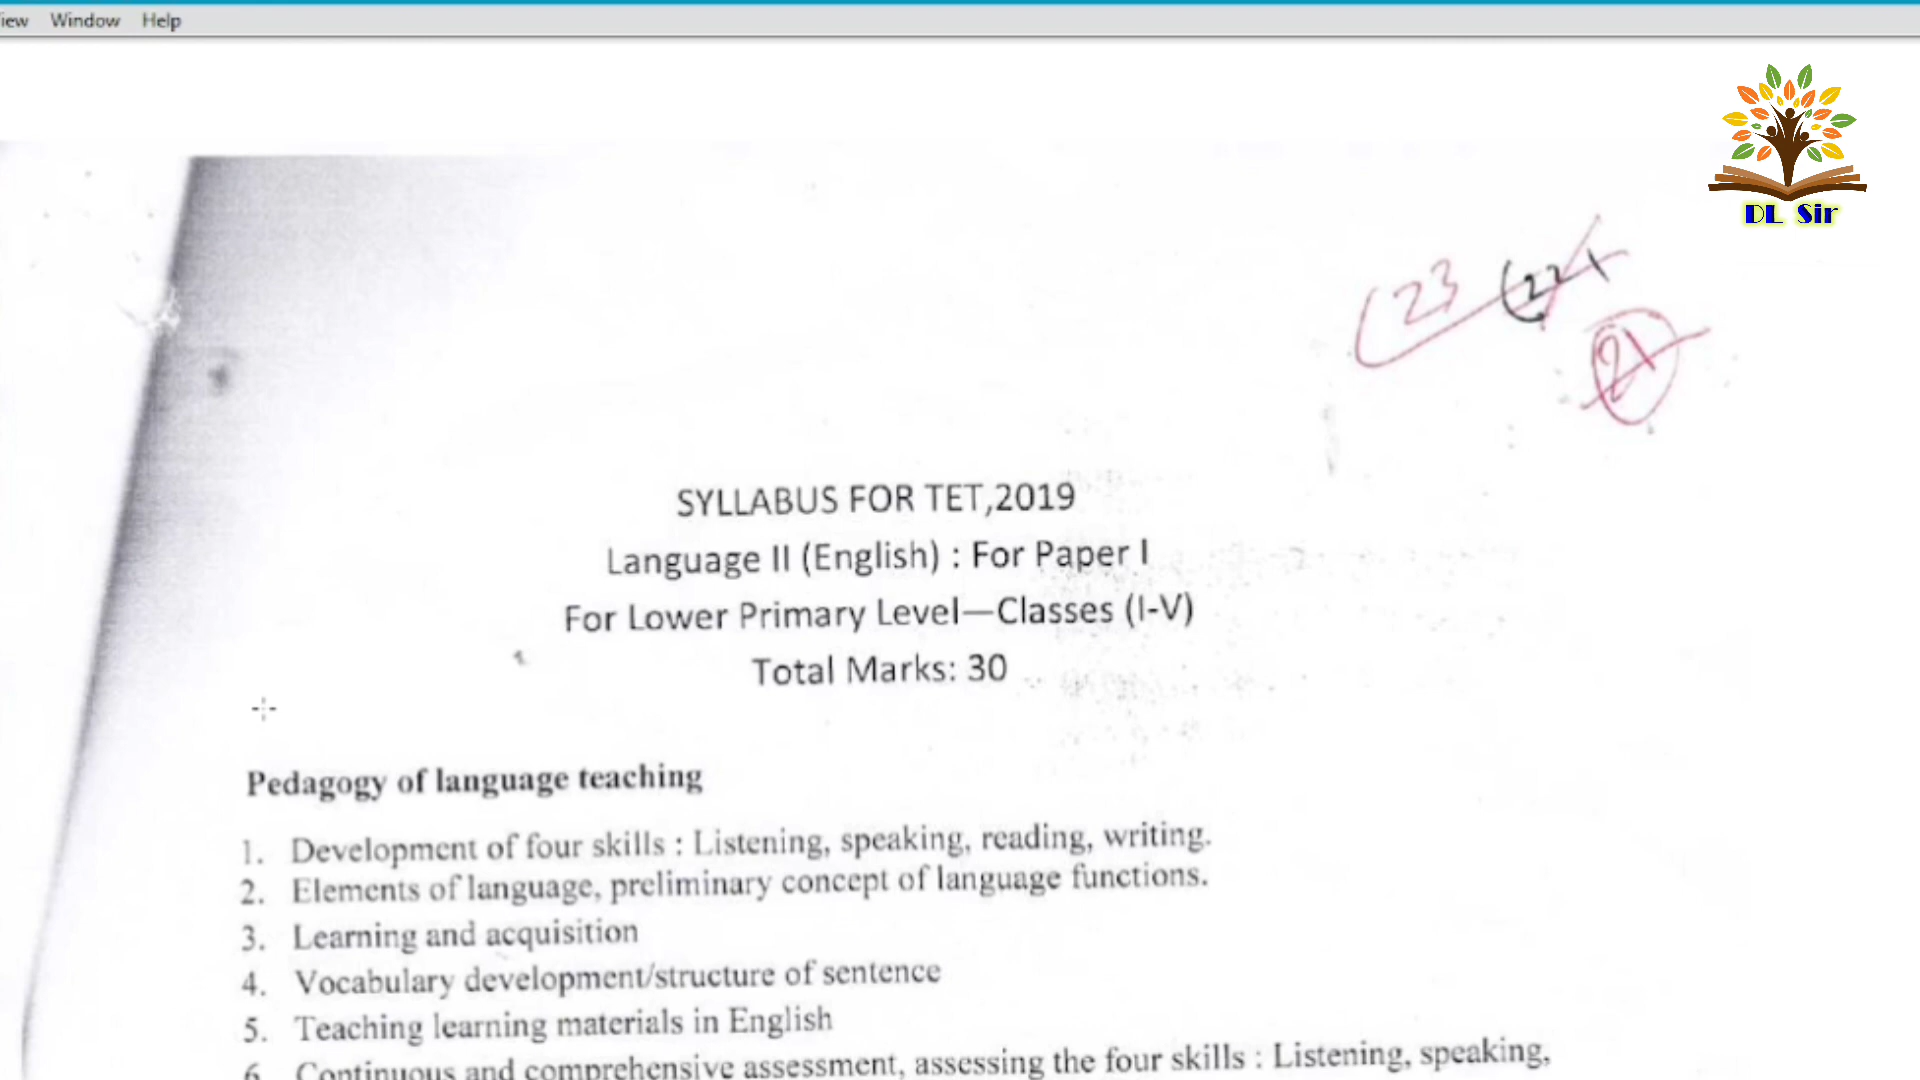 iew Window Help
DL Sir
23 22
21
SYLLABUS FOR TET,2019
Language II (English) : For Paper I
For Lower Primary Level—Classes (I-V)
Total Marks: 30
Pedagogy of language teaching
1. Development of four skills : Listening, speaking, reading, writing.
2. Elements of language, preliminary concept of language functions.
3. Learning and acquisition
4. Vocabulary development/structure of sentence
5. Teaching learning materials in English
6. Continuous and comprehensive assessment, assessing the four skills : Listening, speaking,